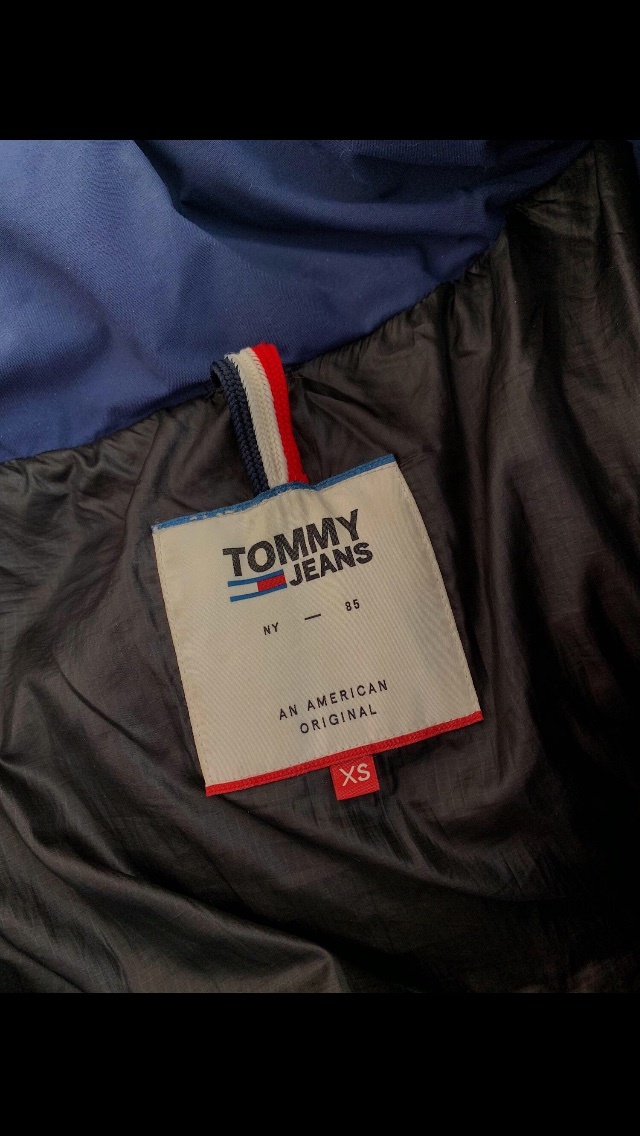 TOMMY
JEANS
NY — 85
AN AMERICAN
ORIGINAL
XS